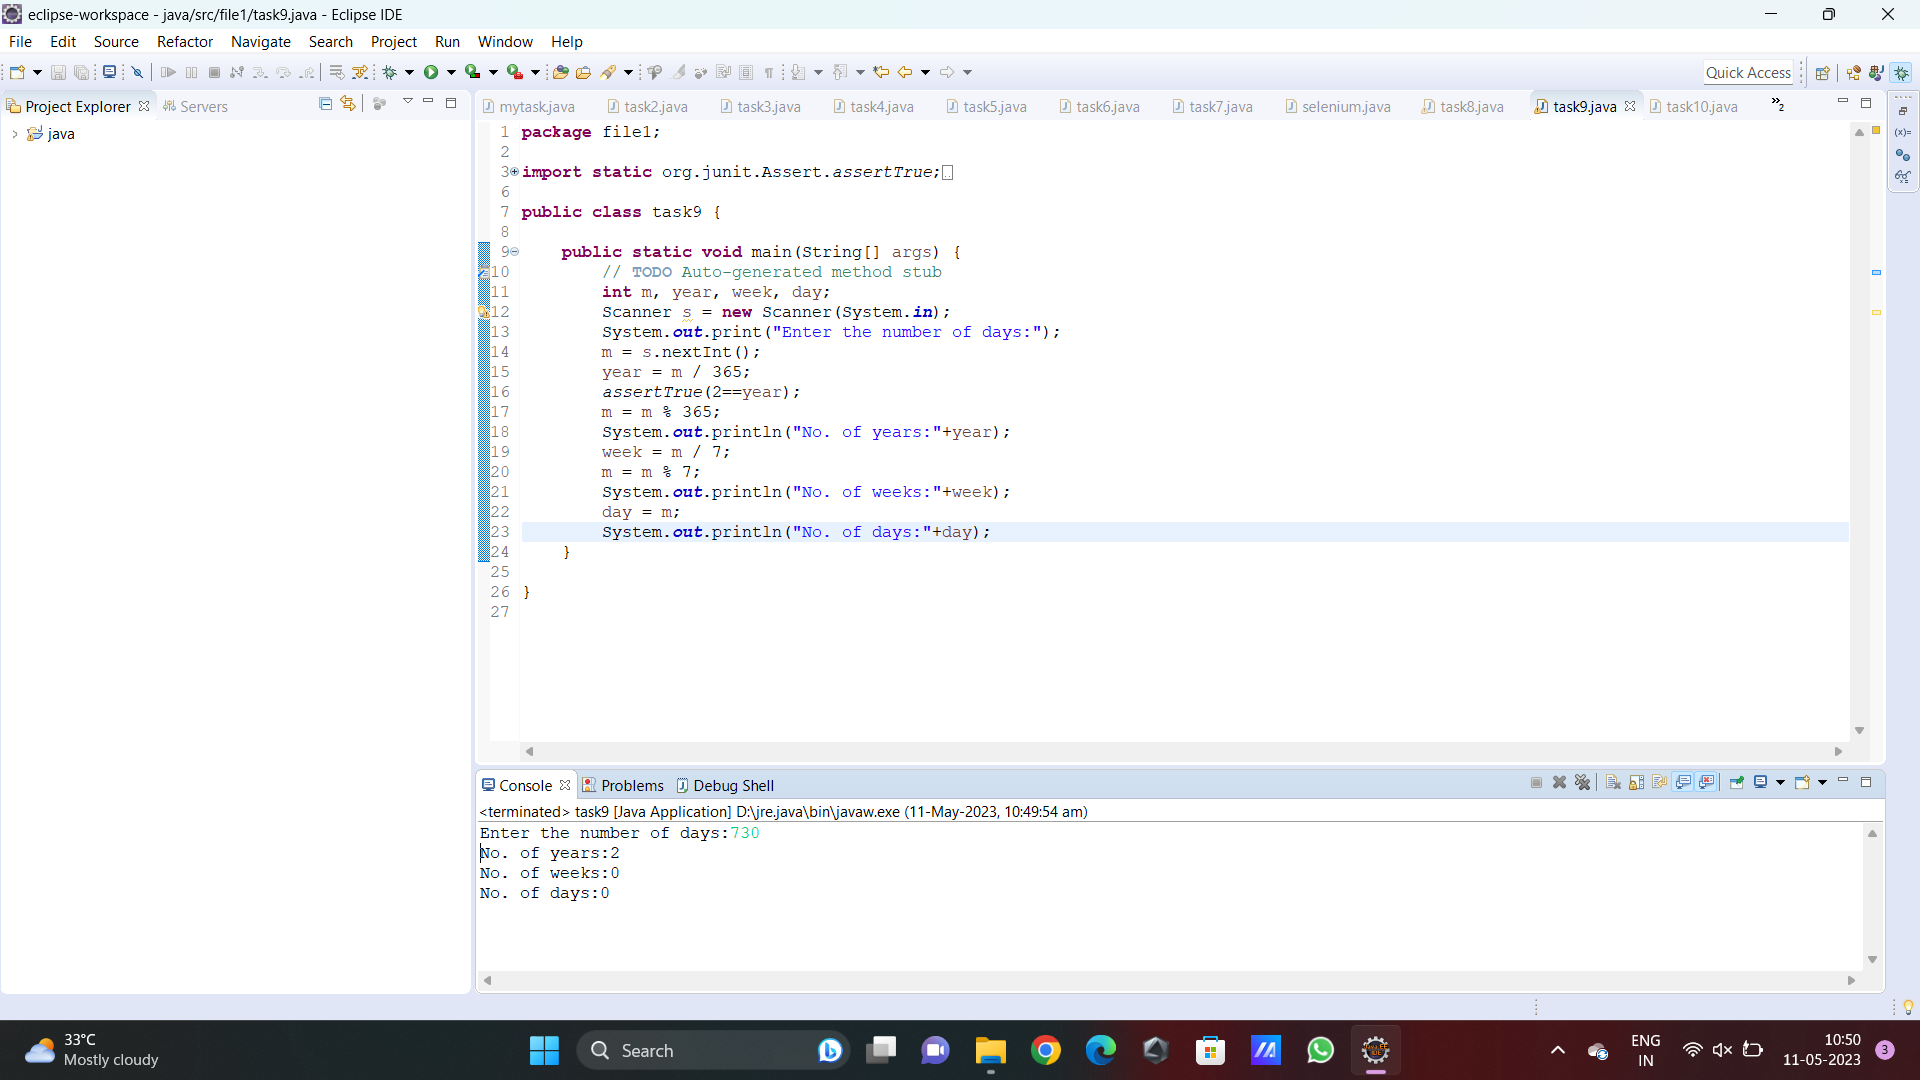 eclipse-workspace - java/src/file1/task9.java - Eclipse IDE
File Edit Source Refactor Navigate Search Project Run Window Help
Quick Access
Project Explorer Servers
mytask.java task2.java task3.java task4.java task5.java task6.java task7.java selenium.java task8.java task9.java task10.java »2
java
1 package file1;
2
3 import static org.junit.Assert.assertTrue;
6
7 public class task9 {
8
9 public static void main(String[] args) {
10 // TODO Auto-generated method stub
11 int m, year, week, day;
12 Scanner s = new Scanner(System.in);
13 System.out.print("Enter the number of days:");
14 m = s.nextInt();
15 year = m / 365;
16 assertTrue(2==year);
17 m = m % 365;
18 System.out.println("No. of years:"+year);
19 week = m / 7;
20 m = m % 7;
21 System.out.println("No. of weeks:"+week);
22 day = m;
23 System.out.println("No. of days:"+day);
24 }
25
26 }
27
Console Problems Debug Shell
<terminated> task9 [Java Application] D:\jre.java\bin\javaw.exe (11-May-2023, 10:49:54 am)
Enter the number of days:730
No. of years:2
No. of weeks:0
No. of days:0
33°C
Mostly cloudy
Search
ENG
IN
10:50
11-05-2023
3